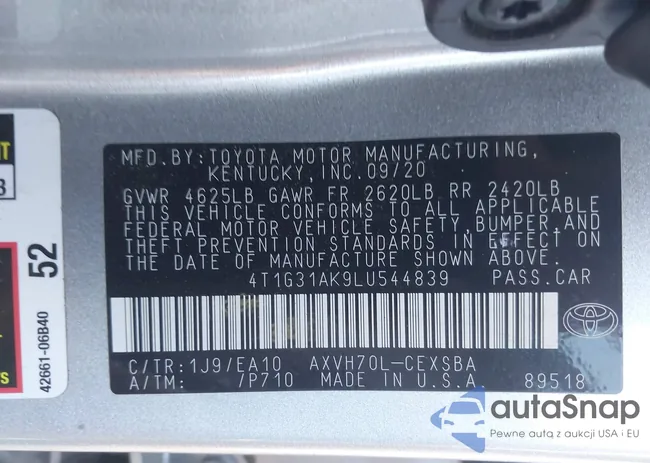 MFD.BY:TOYOTA MOTOR MANUFACTURING,
KENTUCKY, INC.09/20
GVWR 4625LB GAWR FR 2620LB RR 2420LB
THIS VEHICLE CONFORMS TO ALL APPLICABLE
FEDERAL MOTOR VEHICLE SAFETY,BUMPER,AND
THEFT PREVENTION STANDARDS IN EFFECT ON
THE DATE OF MANUFACTURE SHOWN ABOVE.
4T1G31AK9LU544839 PASS.CAR
C/TR:1J9/EA10 AXVH70L-CEXSBA
A/TM: /P710 MADE IN U.S.A 89518
52
42661-06B40
autaSnap
Pewne auta z aukcji USA i EU